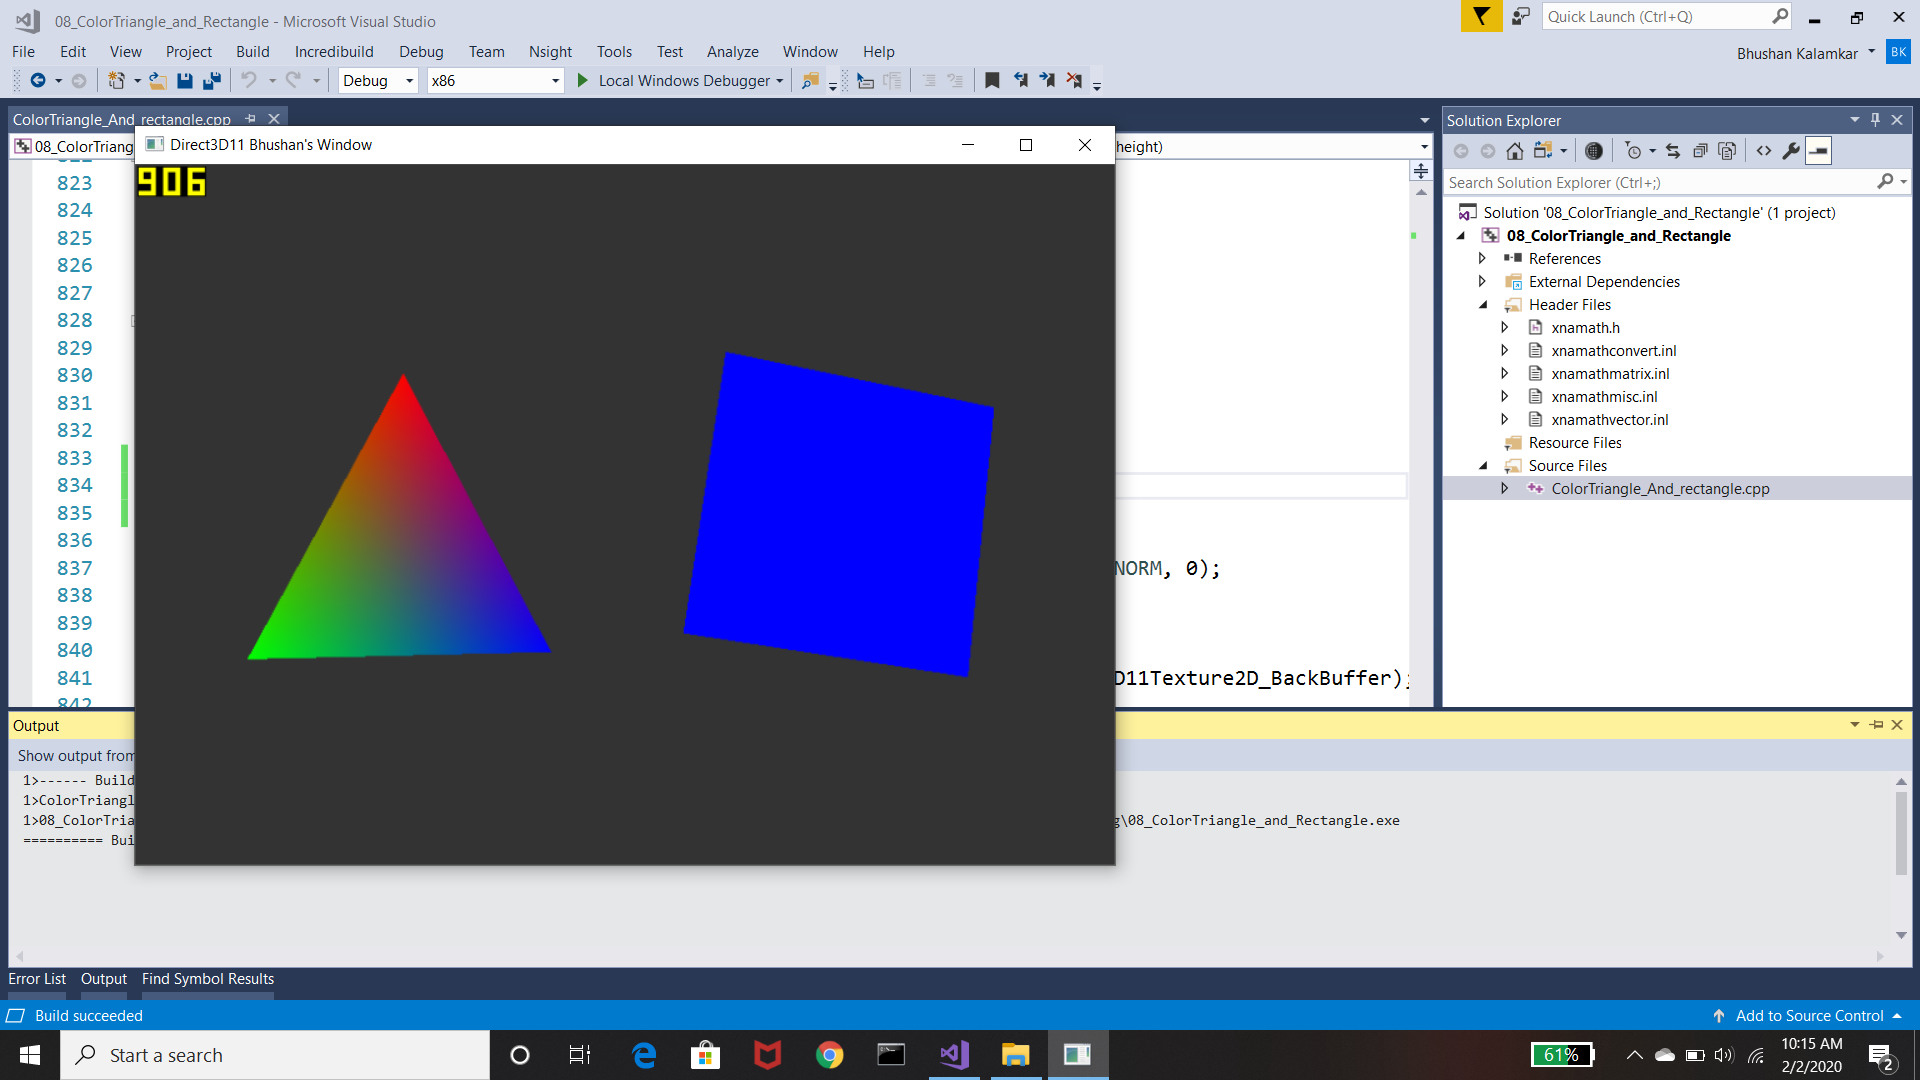 08_ColorTriangle_and_Rectangle - Microsoft Visual Studio
Quick Launch (Ctrl+Q)
File Edit View Project Build Incredibuild Debug Team Nsight Tools Test Analyze Window Help
Bhushan Kalamkar BK
Debug x86 Local Windows Debugger
ColorTriangle_And_rectangle.cpp
08_ColorTriang
height)
Direct3D11 Bhushan's Window
906
823
824
825
826
827
828
829
830
831
832
833
834
835
836
837 NORM, 0);
838
839
840
841 D11Texture2D_BackBuffer);
842
Solution Explorer
Search Solution Explorer (Ctrl+;)
Solution '08_ColorTriangle_and_Rectangle' (1 project)
08_ColorTriangle_and_Rectangle
References
External Dependencies
Header Files
xnamath.h
xnamathconvert.inl
xnamathmatrix.inl
xnamathmisc.inl
xnamathvector.inl
Resource Files
Source Files
ColorTriangle_And_rectangle.cpp
Output
Show output from
1>------ Build
1>ColorTriangl
1>08_ColorTria g\08_ColorTriangle_and_Rectangle.exe
========== Bui
Error List Output Find Symbol Results
Build succeeded
Add to Source Control
Start a search
61%
10:15 AM
2/2/2020
2